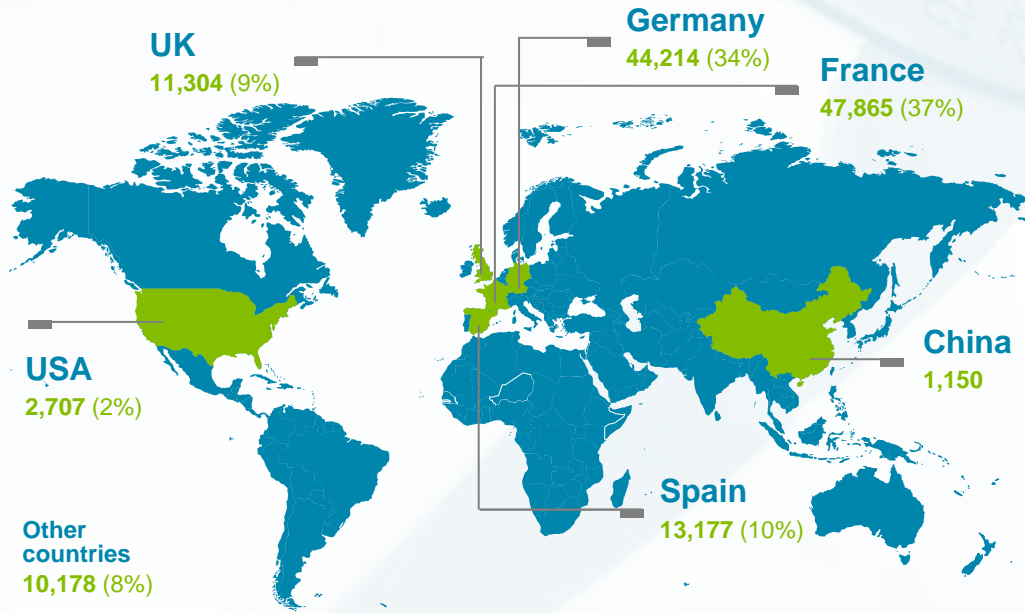 UK
11,304 (9%)
Germany
44,214 (34%)
France
47,865 (37%)
USA
2,707 (2%)
China
1,150
Spain
13,177 (10%)
Other
countries
10,178 (8%)